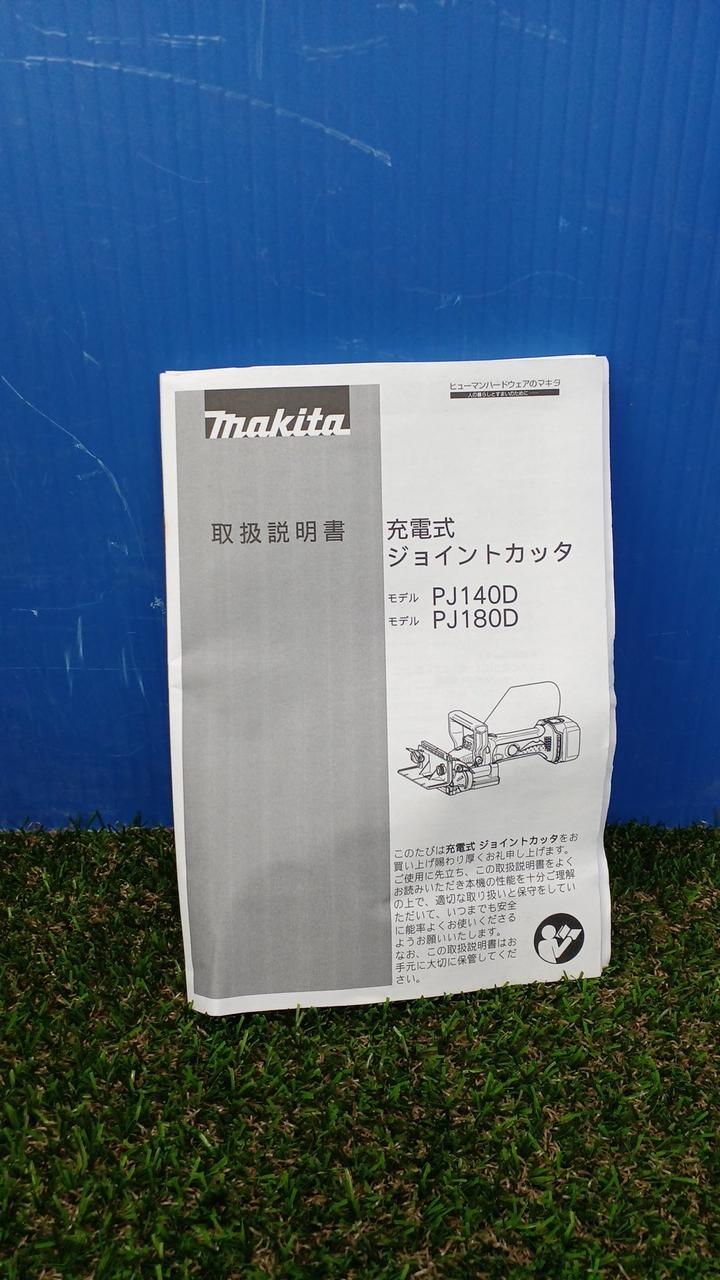 ヒューマンハードウェアのマキタ
人の暮らしとすまいのために
makita
取扱説明書
充電式
ジョイントカッタ
モデル PJ140D
モデル PJ180D
このたびは充電式 ジョイントカッタをお
買い上げ賜わり厚くお礼申し上げます。
ご使用に先立ち、この取扱説明書をよく
お読みいただき本機の性能を十分ご理解
の上で、適切な取り扱いと保守をしてい
ただいて、いつまでも安全
に能率よくお使いくださる
ようお願いいたします。
なお、この取扱説明書はお
手元に大切に保管してくだ
さい。